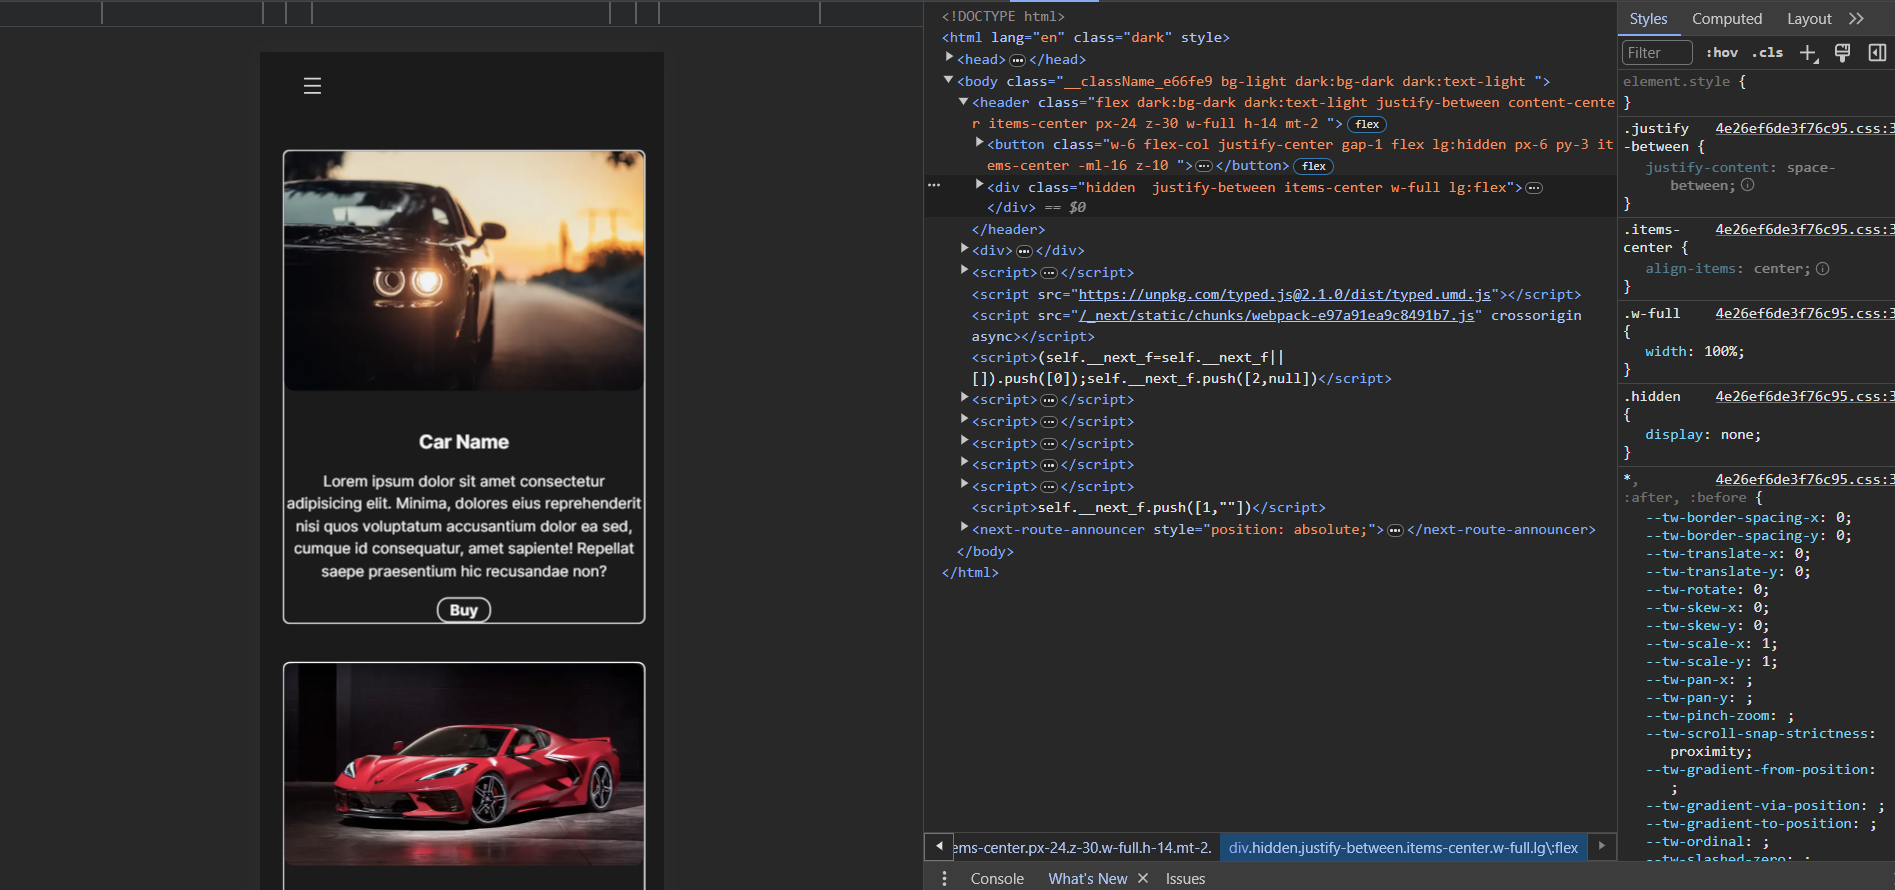 Car Name
Lorem ipsum dolor sit amet consectetur
adipisicing elit. Minima, dolores eius reprehenderit
nisi quos voluptatum accusantium dolor ea sed,
cumque id consequatur, amet sapiente! Repellat
saepe praesentium hic recusandae non?
Buy
<!DOCTYPE html>
<html lang="en" class="dark" style>
<head></head>
<body class="__className_e66fe9 bg-light dark:bg-dark dark:text-light ">
<header class="flex dark:bg-dark dark:text-light justify-between content-cente
r items-center px-24 z-30 w-full h-14 mt-2 "> flex
<button class="w-6 flex-col justify-center gap-1 flex lg:hidden px-6 py-3 it
ems-center -ml-16 z-10 "></button> flex
<div class="hidden  justify-between items-center w-full lg:flex">
</div> == $0
</header>
<div></div>
<script></script>
<script src="https://unpkg.com/typed.js@2.1.0/dist/typed.umd.js"></script>
<script src="/_next/static/chunks/webpack-e97a91ea9c8491b7.js" crossorigin
async></script>
<script>(self.__next_f=self.__next_f||
[]).push([0]);self.__next_f.push([2,null])</script>
<script></script>
<script></script>
<script></script>
<script></script>
<script></script>
<script>self.__next_f.push([1,""])</script>
<next-route-announcer style="position: absolute;"></next-route-announcer>
</body>
</html>
ems-center.px-24.z-30.w-full.h-14.mt-2. div.hidden.justify-between.items-center.w-full.lg\:flex
Console What's New Issues
Styles Computed Layout
Filter :hov .cls
element.style {
}
.justify 4e26ef6de3f76c95.css:3
-between {
justify-content: space-
between;
}
.items- 4e26ef6de3f76c95.css:3
center {
align-items: center;
}
.w-full 4e26ef6de3f76c95.css:3
{
width: 100%;
}
.hidden 4e26ef6de3f76c95.css:3
{
display: none;
}
*, 4e26ef6de3f76c95.css:3
:after, :before {
--tw-border-spacing-x: 0;
--tw-border-spacing-y: 0;
--tw-translate-x: 0;
--tw-translate-y: 0;
--tw-rotate: 0;
--tw-skew-x: 0;
--tw-skew-y: 0;
--tw-scale-x: 1;
--tw-scale-y: 1;
--tw-pan-x: ;
--tw-pan-y: ;
--tw-pinch-zoom: ;
--tw-scroll-snap-strictness:
proximity;
--tw-gradient-from-position:
;
--tw-gradient-via-position: ;
--tw-gradient-to-position: ;
--tw-ordinal: ;
--tw-slashed-zero: ;